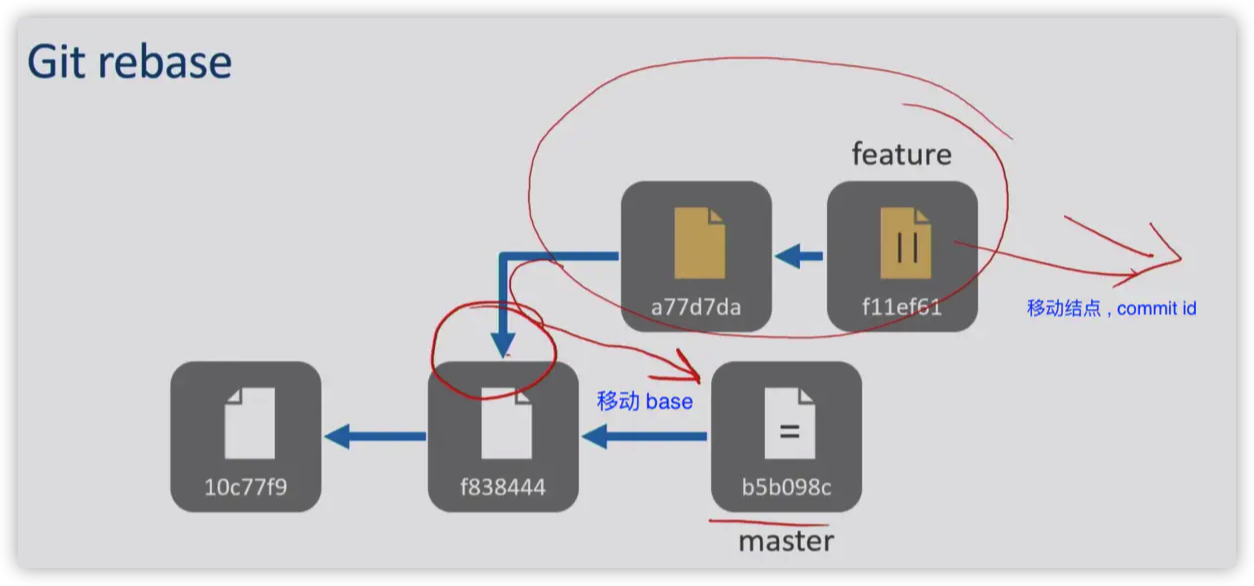 Git rebase
feature
a77d7da
f11ef61
移动结点 , commit id
移动 base
10c77f9
f838444
=
b5b098c
master